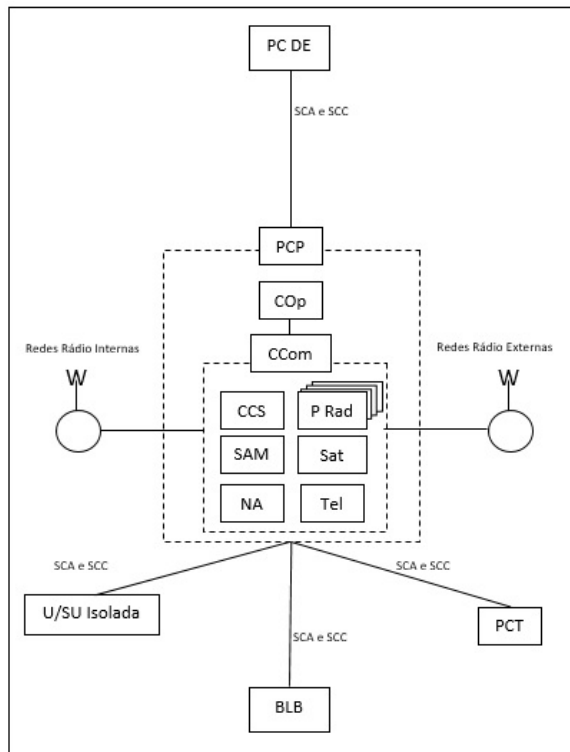 PC DE
SCA e SCC
PCP
COp
CCom
Redes Rádio Internas
Redes Rádio Externas
W
W
CCS
P Rad
SAM
Sat
NA
Tel
SCA e SCC
SCA e SCC
U/SU Isolada
PCT
SCA e SCC
BLB